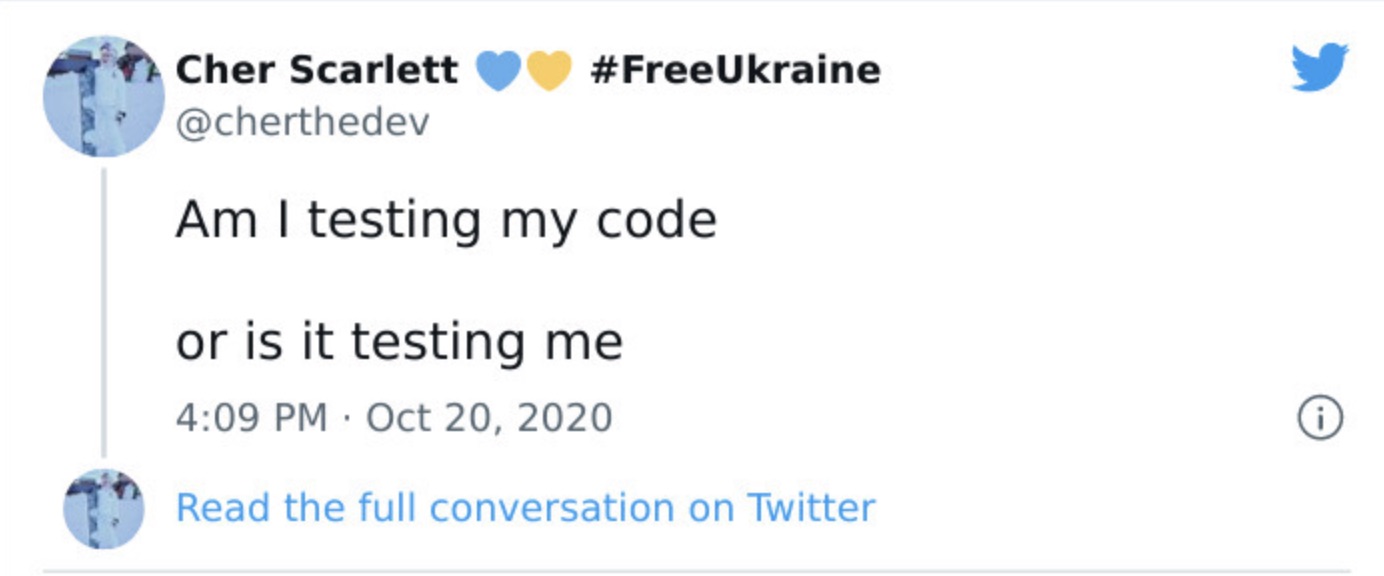 Cher Scarlett 💙💛 #FreeUkraine
@cherthedev
Am I testing my code
or is it testing me
4:09 PM · Oct 20, 2020
Read the full conversation on Twitter